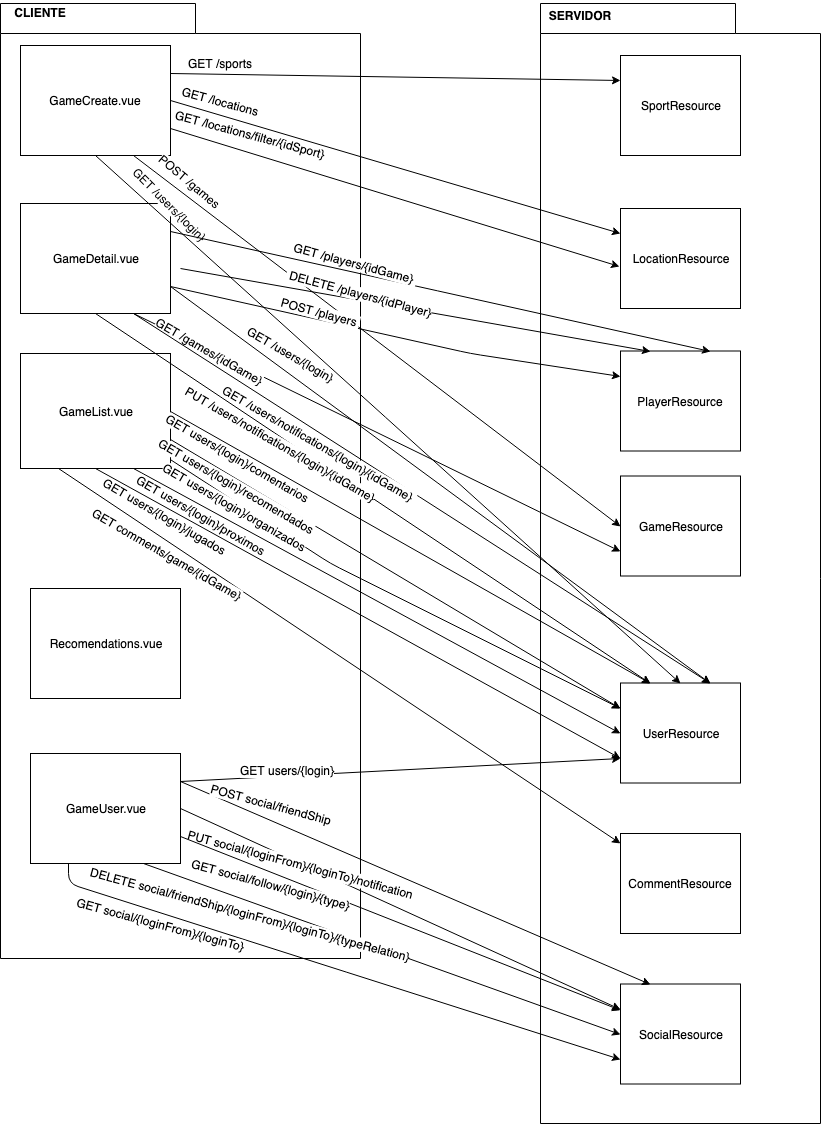 CLIENTE
SERVIDOR
GameCreate.vue
GET /sports
GET /locations
GET /locations/filter/{idSport}
POST /games
GET /users/{login}
SportResource
GameDetail.vue
GET /players/{idGame}
DELETE /players/{idPlayer}
POST /players
LocationResource
GET /games/{idGame}
GET /users/{login}
GET /users/notifications/{login}/{idGame}
PUT /users/notifications/{login}/{idGame}
PlayerResource
GameList.vue
GET users/{login}/comentarios
GET users/{login}/recomendados
GET users/{login}/organizados
GET users/{login}/proximos
GET users/{login}/jugados
GET comments/game/{idGame}
GameResource
Recomendations.vue
UserResource
GameUser.vue
GET users/{login}
POST social/friendShip
PUT social/{loginFrom}/{loginTo}/notification
GET social/follow/{login}/{type}
DELETE social/friendShip/{loginFrom}/{loginTo}/{typeRelation}
GET social/{loginFrom}/{loginTo}
CommentResource
SocialResource